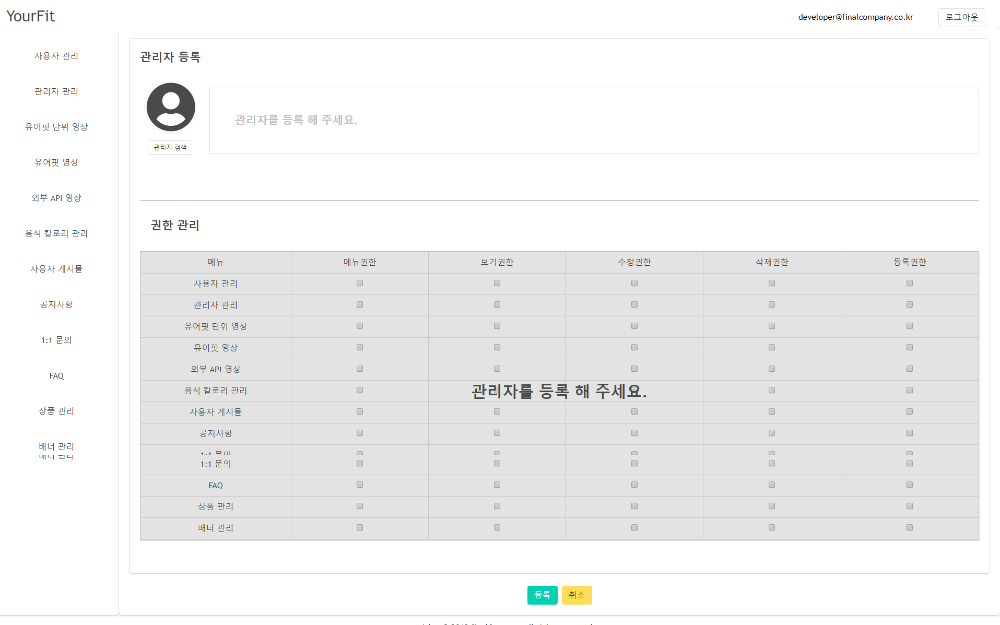 YourFit
developer@finalcompany.co.kr
로그아웃
사용자 관리
관리자 관리
유어핏 단위 영상
유어핏 영상
외부 API 영상
음식 칼로리 관리
사용자 게시물
공지사항
1:1 문의
FAQ
상품 관리
배너 관리
배너 관리
관리자 등록
관리자를 등록 해 주세요.
관리자 검색
권한 관리
메뉴 메뉴권한 보기권한 수정권한 삭제권한 등록권한
사용자 관리
관리자 관리
유어핏 단위 영상
유어핏 영상
외부 API 영상
음식 칼로리 관리
관리자를 등록 해 주세요.
사용자 게시물
공지사항
1:1 문의
1:1 문의
FAQ
상품 관리
배너 관리
등록 취소